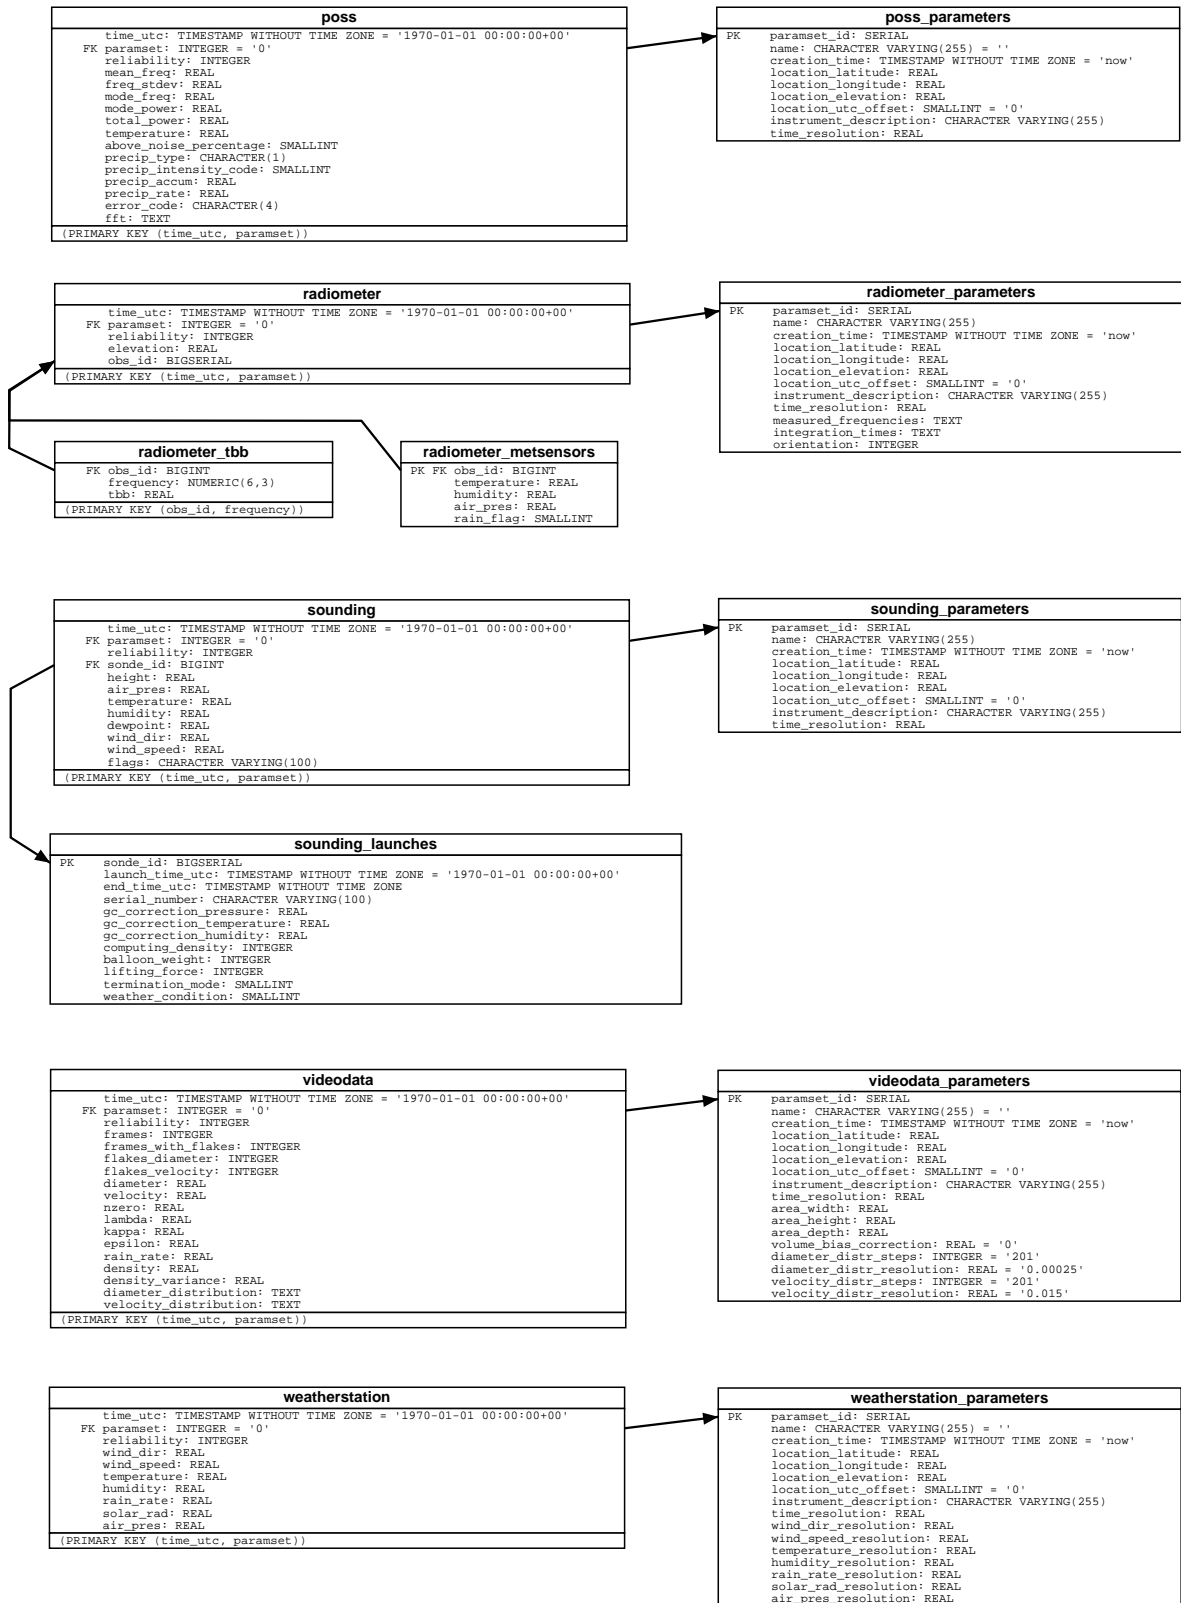 poss
time_utc: TIMESTAMP WITHOUT TIME ZONE = '1970-01-01 00:00:00+00'
FK paramset: INTEGER = '0'
reliability: INTEGER
mean_freq: REAL
freq_stdev: REAL
mode_freq: REAL
mode_power: REAL
total_power: REAL
temperature: REAL
above_noise_percentage: SMALLINT
precip_type: CHARACTER(1)
precip_intensity_code: SMALLINT
precip_accum: REAL
precip_rate: REAL
error_code: CHARACTER(4)
fft: TEXT
(PRIMARY KEY (time_utc, paramset))
poss_parameters
PK paramset_id: SERIAL
name: CHARACTER VARYING(255) = ''
creation_time: TIMESTAMP WITHOUT TIME ZONE = 'now'
location_latitude: REAL
location_longitude: REAL
location_elevation: REAL
location_utc_offset: SMALLINT = '0'
instrument_description: CHARACTER VARYING(255)
time_resolution: REAL
radiometer
time_utc: TIMESTAMP WITHOUT TIME ZONE = '1970-01-01 00:00:00+00'
FK paramset: INTEGER = '0'
reliability: INTEGER
elevation: REAL
obs_id: BIGSERIAL
(PRIMARY KEY (time_utc, paramset))
radiometer_parameters
PK paramset_id: SERIAL
name: CHARACTER VARYING(255)
creation_time: TIMESTAMP WITHOUT TIME ZONE = 'now'
location_latitude: REAL
location_longitude: REAL
location_elevation: REAL
location_utc_offset: SMALLINT = '0'
instrument_description: CHARACTER VARYING(255)
time_resolution: REAL
measured_frequencies: TEXT
integration_times: TEXT
orientation: INTEGER
radiometer_tbb
FK obs_id: BIGINT
frequency: NUMERIC(6,3)
tbb: REAL
(PRIMARY KEY (obs_id, frequency))
radiometer_metsensors
PK FK obs_id: BIGINT
temperature: REAL
humidity: REAL
air_pres: REAL
rain_flag: SMALLINT
sounding
time_utc: TIMESTAMP WITHOUT TIME ZONE = '1970-01-01 00:00:00+00'
FK paramset: INTEGER = '0'
reliability: INTEGER
FK sonde_id: BIGINT
height: REAL
air_pres: REAL
temperature: REAL
humidity: REAL
dewpoint: REAL
wind_dir: REAL
wind_speed: REAL
flags: CHARACTER VARYING(100)
(PRIMARY KEY (time_utc, paramset))
sounding_parameters
PK paramset_id: SERIAL
name: CHARACTER VARYING(255)
creation_time: TIMESTAMP WITHOUT TIME ZONE = 'now'
location_latitude: REAL
location_longitude: REAL
location_elevation: REAL
location_utc_offset: SMALLINT = '0'
instrument_description: CHARACTER VARYING(255)
time_resolution: REAL
sounding_launches
PK sonde_id: BIGSERIAL
launch_time_utc: TIMESTAMP WITHOUT TIME ZONE = '1970-01-01 00:00:00+00'
end_time_utc: TIMESTAMP WITHOUT TIME ZONE
serial_number: CHARACTER VARYING(100)
gc_correction_pressure: REAL
gc_correction_temperature: REAL
gc_correction_humidity: REAL
computing_density: INTEGER
balloon_weight: INTEGER
lifting_force: INTEGER
termination_mode: SMALLINT
weather_condition: SMALLINT
videodata
time_utc: TIMESTAMP WITHOUT TIME ZONE = '1970-01-01 00:00:00+00'
FK paramset: INTEGER = '0'
reliability: INTEGER
frames: INTEGER
frames_with_flakes: INTEGER
flakes_diameter: INTEGER
flakes_velocity: INTEGER
diameter: REAL
velocity: REAL
nzero: REAL
lambda: REAL
kappa: REAL
epsilon: REAL
rain_rate: REAL
density: REAL
density_variance: REAL
diameter_distribution: TEXT
velocity_distribution: TEXT
(PRIMARY KEY (time_utc, paramset))
videodata_parameters
PK paramset_id: SERIAL
name: CHARACTER VARYING(255) = ''
creation_time: TIMESTAMP WITHOUT TIME ZONE = 'now'
location_latitude: REAL
location_longitude: REAL
location_elevation: REAL
location_utc_offset: SMALLINT = '0'
instrument_description: CHARACTER VARYING(255)
time_resolution: REAL
area_width: REAL
area_height: REAL
area_depth: REAL
volume_bias_correction: REAL = '0'
diameter_distr_steps: INTEGER = '201'
diameter_distr_resolution: REAL = '0.00025'
velocity_distr_steps: INTEGER = '201'
velocity_distr_resolution: REAL = '0.015'
weatherstation
time_utc: TIMESTAMP WITHOUT TIME ZONE = '1970-01-01 00:00:00+00'
FK paramset: INTEGER = '0'
reliability: INTEGER
wind_dir: REAL
wind_speed: REAL
temperature: REAL
humidity: REAL
rain_rate: REAL
solar_rad: REAL
air_pres: REAL
(PRIMARY KEY (time_utc, paramset))
weatherstation_parameters
PK paramset_id: SERIAL
name: CHARACTER VARYING(255) = ''
creation_time: TIMESTAMP WITHOUT TIME ZONE = 'now'
location_latitude: REAL
location_longitude: REAL
location_elevation: REAL
location_utc_offset: SMALLINT = '0'
instrument_description: CHARACTER VARYING(255)
time_resolution: REAL
wind_dir_resolution: REAL
wind_speed_resolution: REAL
temperature_resolution: REAL
humidity_resolution: REAL
rain_rate_resolution: REAL
solar_rad_resolution: REAL
air_pres_resolution: REAL